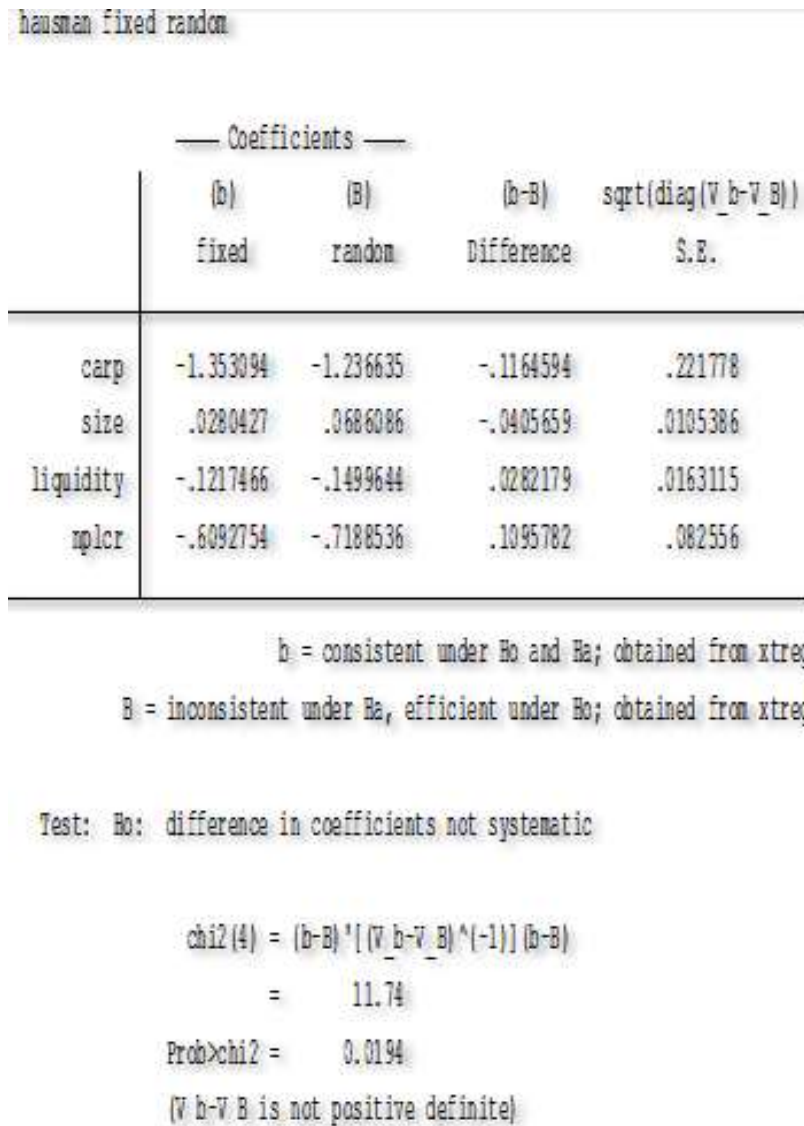 hausman fixed random
Coefficients
(b) (B) (b-B) sqrt(diag(V_b-V_B))
fixed random Difference S.E.
carp -1.353094 -1.236635 -.1164594 .221778
size .0280427 .0686086 -.0405659 .0105386
liquidity -.1217466 -.1499644 .0282179 .0163115
nplcr -.6092754 -.7188536 .1095782 .082556
b = consistent under Ho and Ha; obtained from xtreg
B = inconsistent under Ha, efficient under Ho; obtained from xtreg
Test: Ho: difference in coefficients not systematic
chi2(4) = (b-B)'[(V_b-V_B)^(-1)](b-B)
= 11.74
Prob>chi2 = 0.0194
(V_b-V_B is not positive definite)